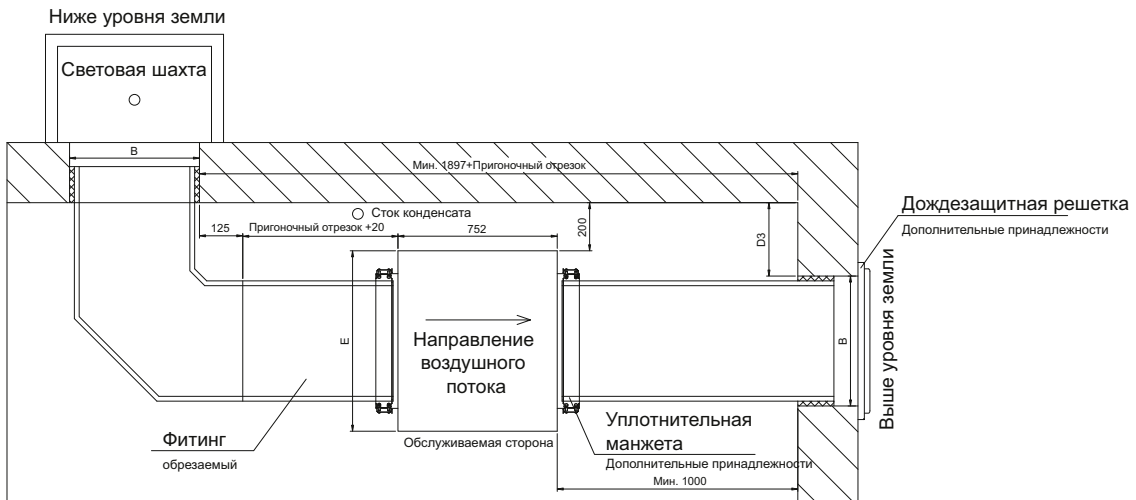 Ниже уровня земли
Световая шахта
B
Мин. 1897+Пригоночный отрезок
Сток конденсата
125
Пригоночный отрезок +20
752
200
D3
Дождезащитная решетка
Дополнительные принадлежности
E
Направление
воздушного
потока
B
Выше уровня земли
Фитинг
обрезаемый
Обслуживаемая сторона
Уплотнительная
манжета
Дополнительные принадлежности
Мин. 1000